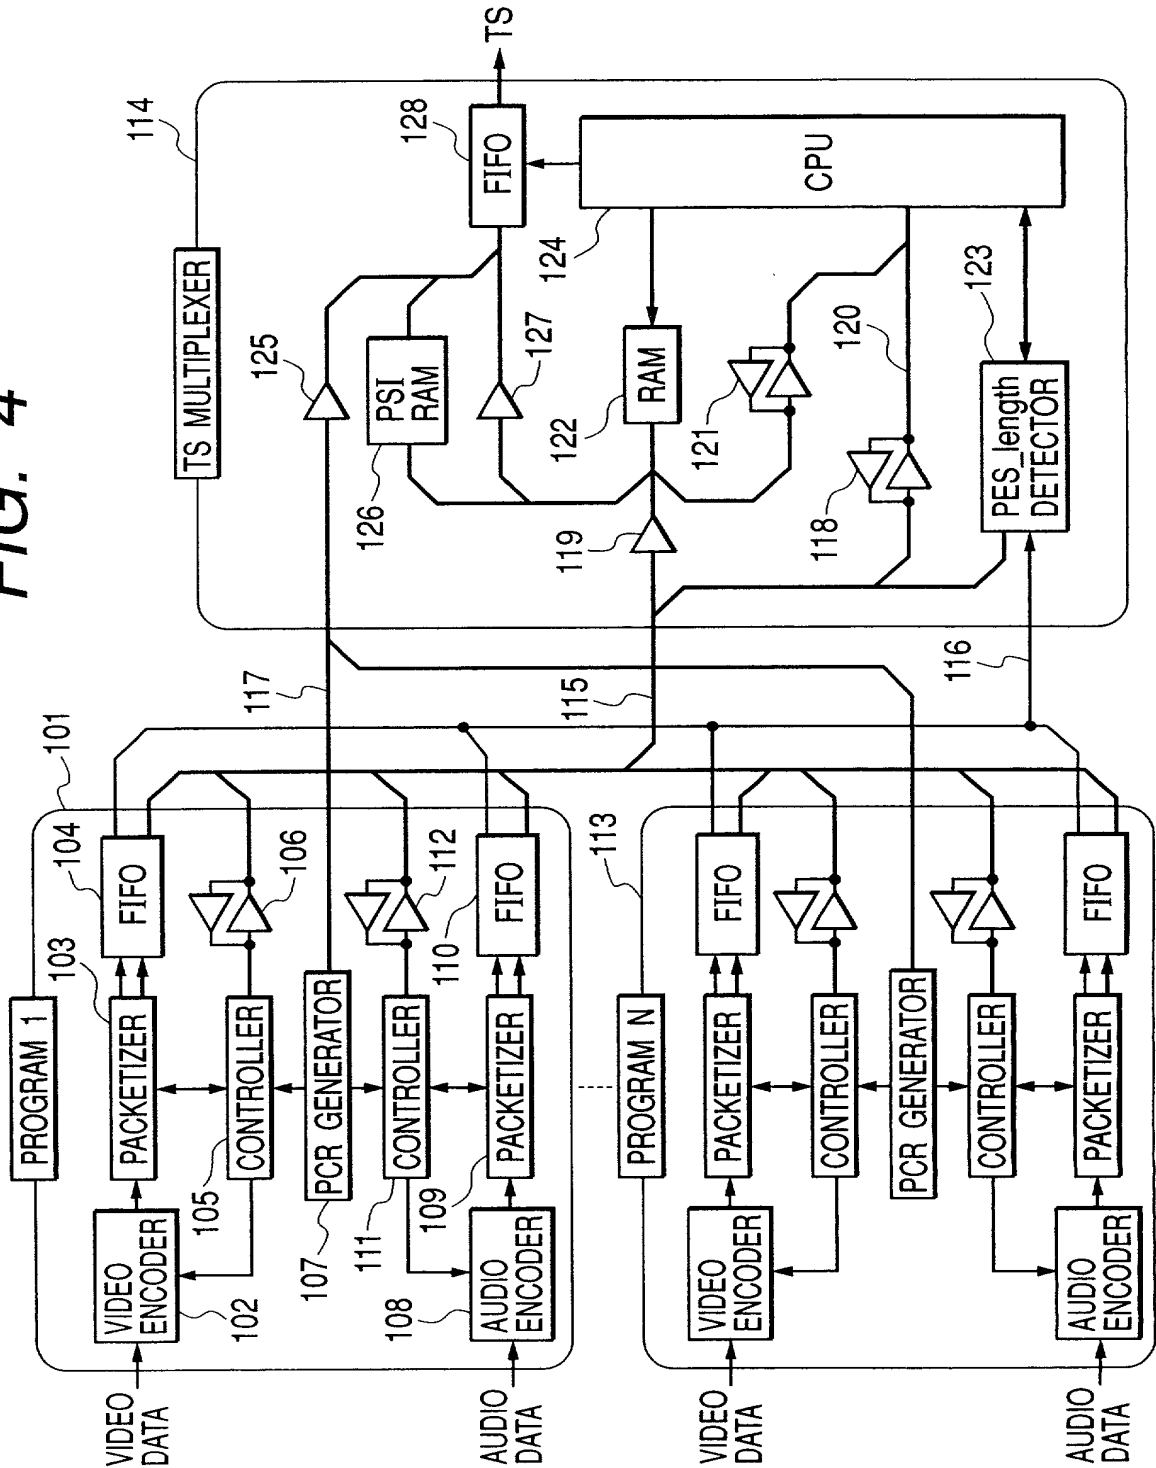 FIG. 4
PROGRAM 1
101
VIDEO
DATA
VIDEO
ENCODER
102
PACKETIZER
103
FIFO
104
CONTROLLER
105
106
PCR GENERATOR
107
117
CONTROLLER
111
112
AUDIO
DATA
AUDIO
ENCODER
108
PACKETIZER
109
FIFO
110
PROGRAM N
113
VIDEO
DATA
VIDEO
ENCODER
PACKETIZER
FIFO
CONTROLLER
PCR GENERATOR
CONTROLLER
AUDIO
DATA
AUDIO
ENCODER
PACKETIZER
FIFO
115
116
TS MULTIPLEXER
114
125
PSI
RAM
126
127
FIFO
128
TS
119
RAM
122
124
CPU
121
118
120
PES_length
DETECTOR
123